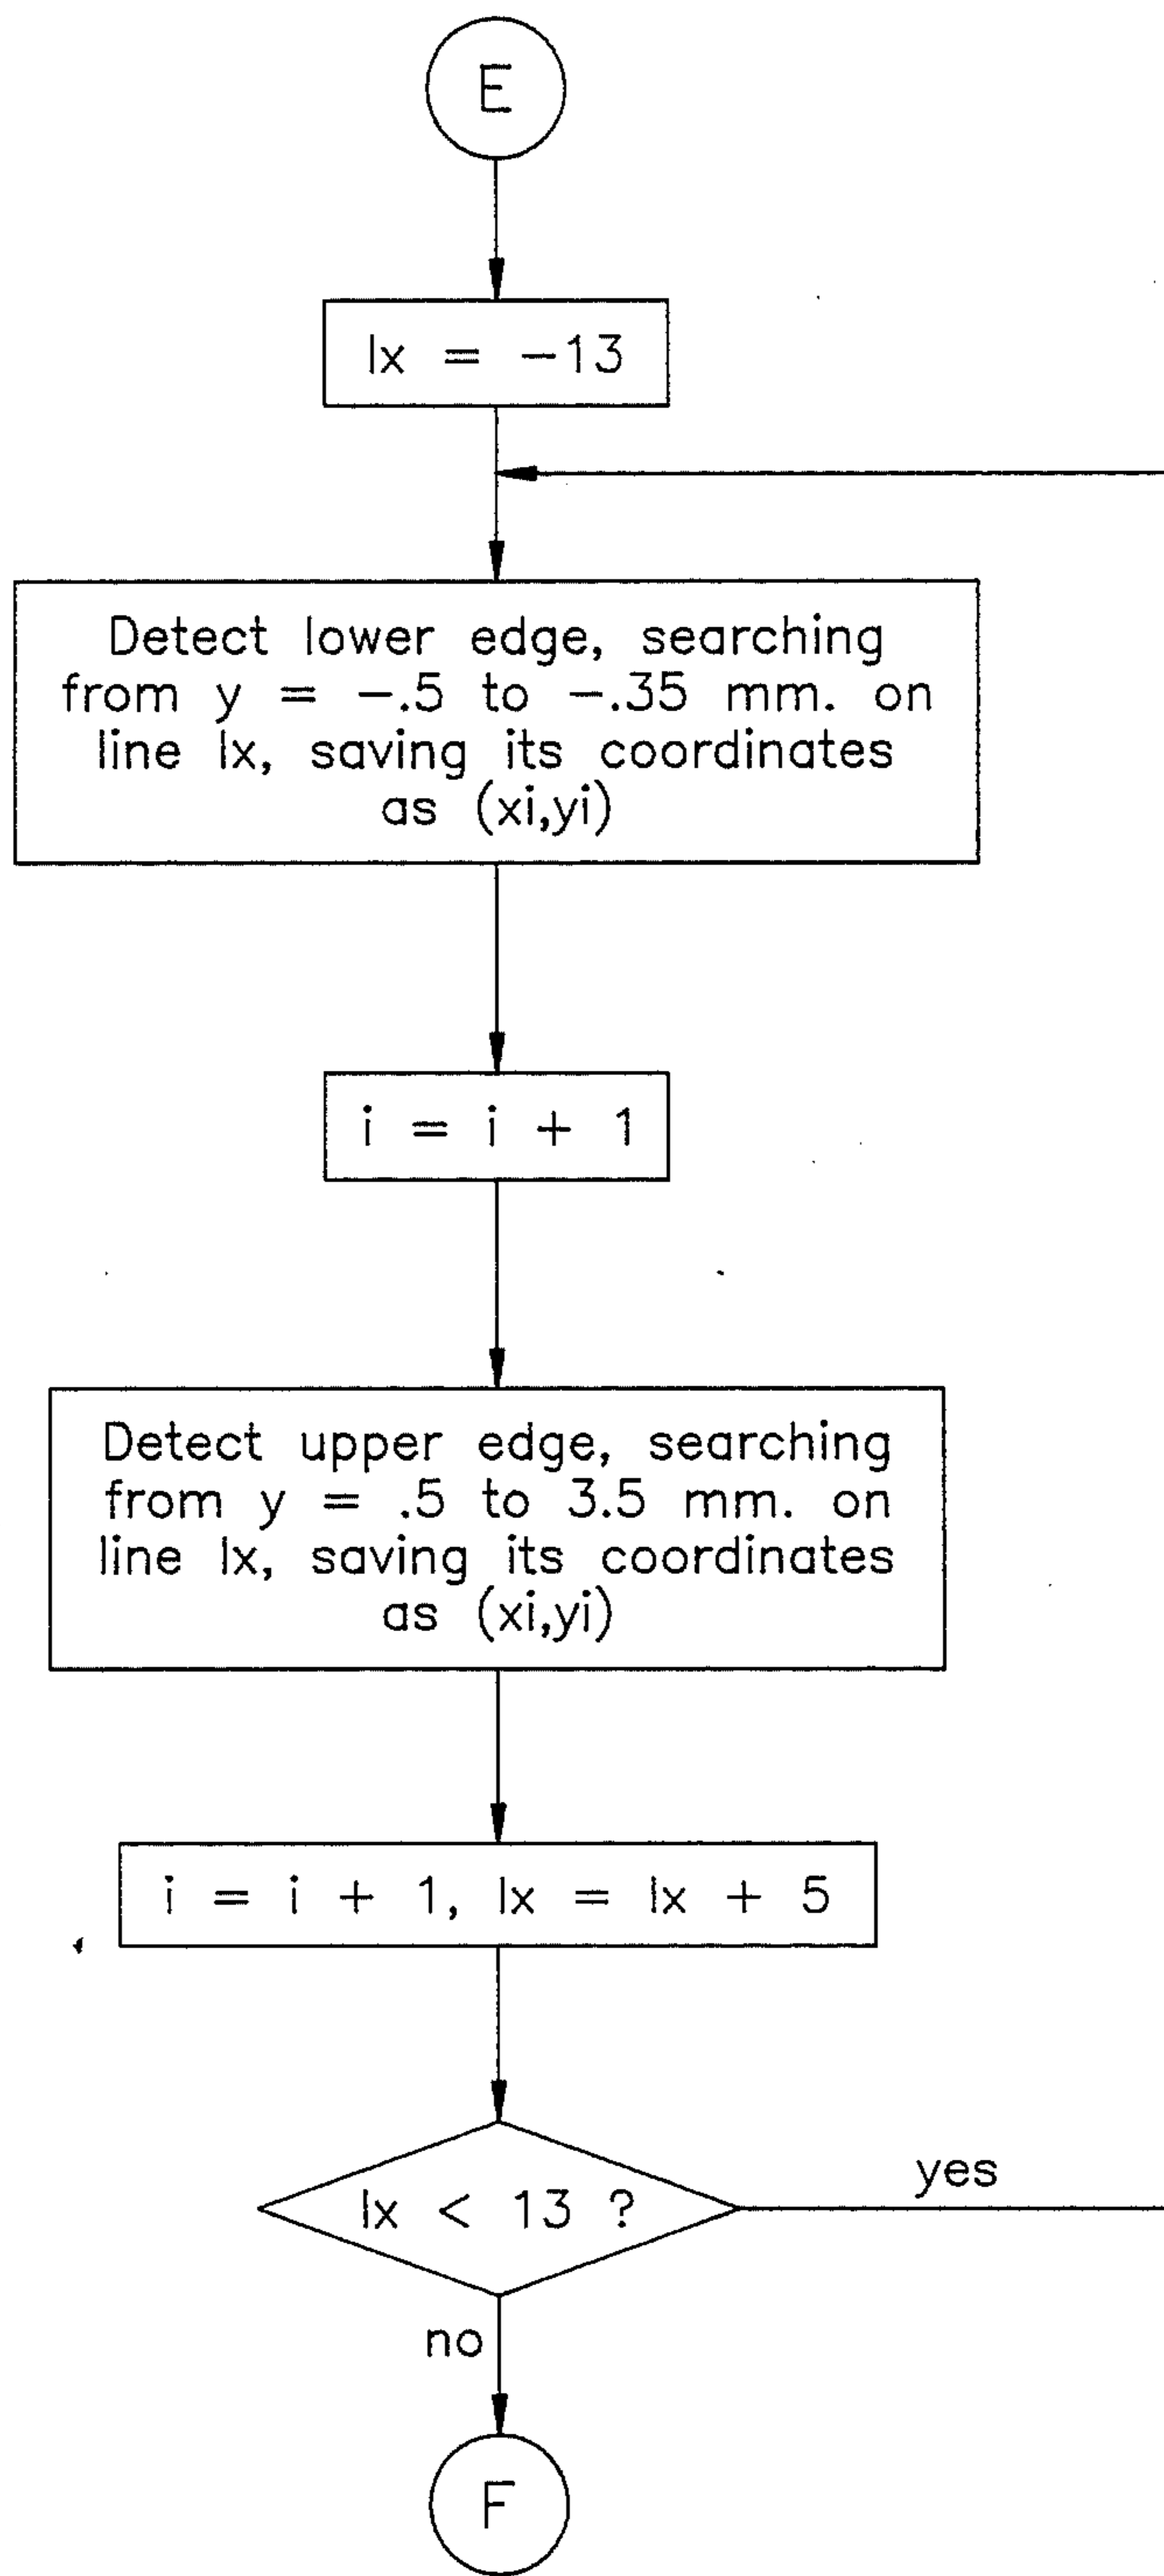 E
lx = -13
Detect lower edge, searching
from y = -.5 to -.35 mm. on
line lx, saving its coordinates
as (xi,yi)
i = i + 1
Detect upper edge, searching
from y = .5 to 3.5 mm. on
line lx, saving its coordinates
as (xi,yi)
i = i + 1, lx = lx + 5
lx < 13 ?
yes
no
F